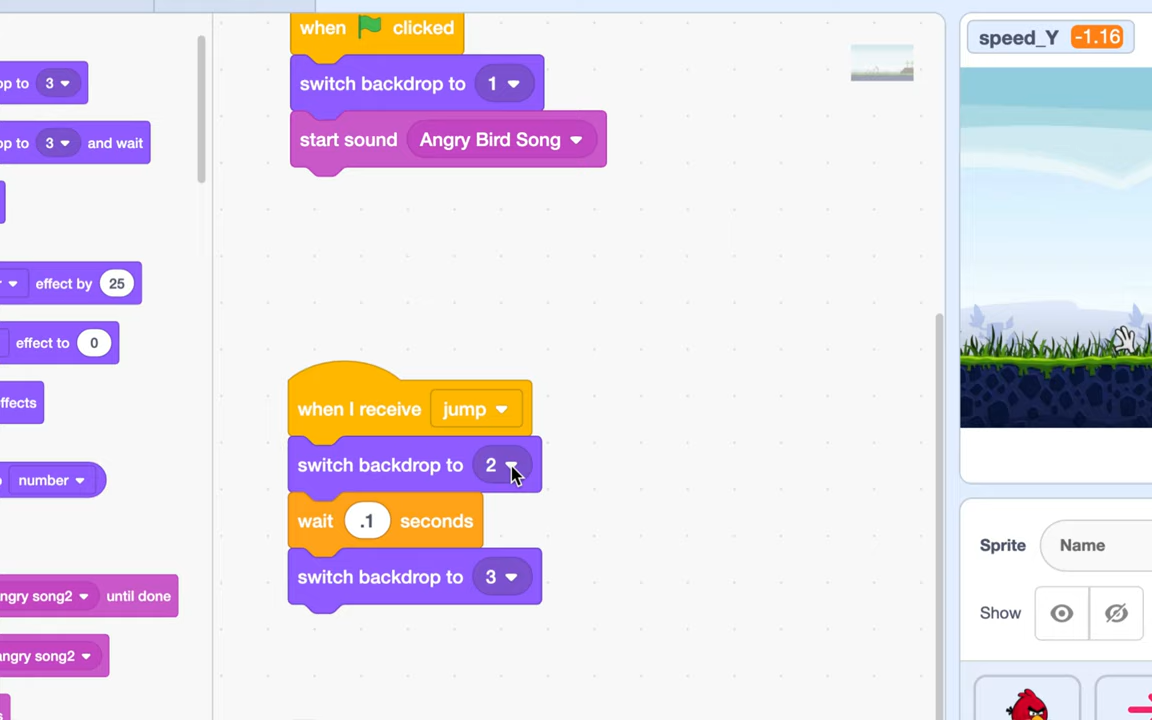 when clicked
switch backdrop to 1
start sound Angry Bird Song
when I receive jump
switch backdrop to 2
wait .1 seconds
switch backdrop to 3
op to 3
op to 3 and wait
effect by 25
effect to 0
ffects
number
ngry song2 until done
angry song2
speed_Y -1.16
Sprite Name
Show